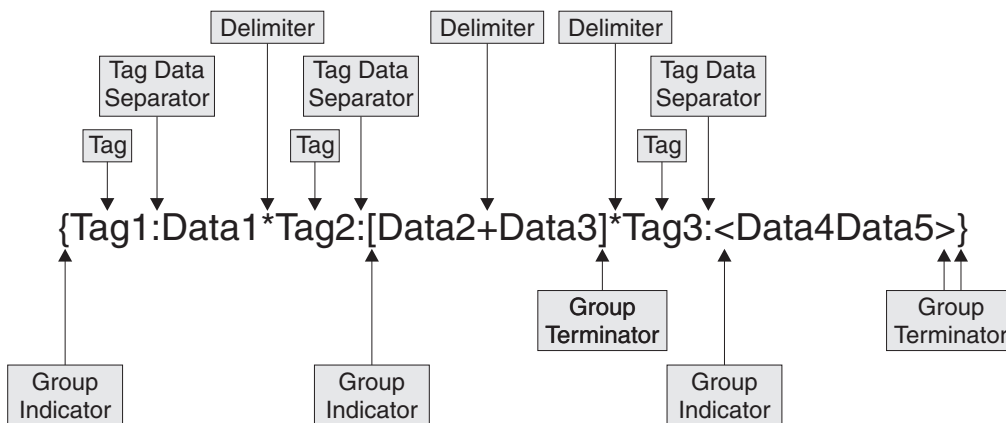 Delimiter Delimiter Delimiter
Tag Data
Separator
Tag Data
Separator
Tag Data
Separator
Tag Tag Tag
{Tag1:Data1*Tag2:[Data2+Data3]*Tag3:<Data4Data5>}
Group
Terminator
Group
Terminator
Group
Indicator
Group
Indicator
Group
Indicator